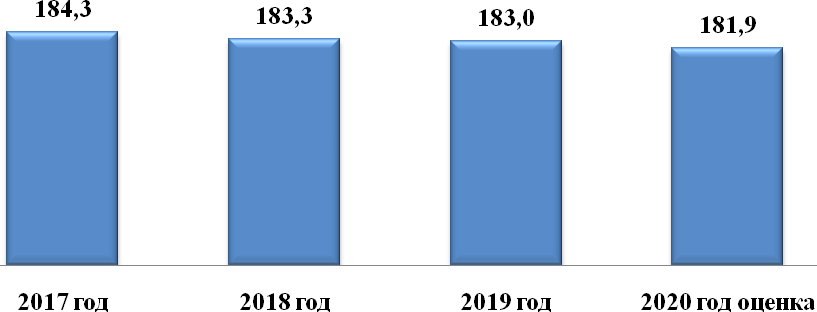 184,3
183,3
183,0
181,9
2017 год
2018 год
2019 год
2020 год оценка